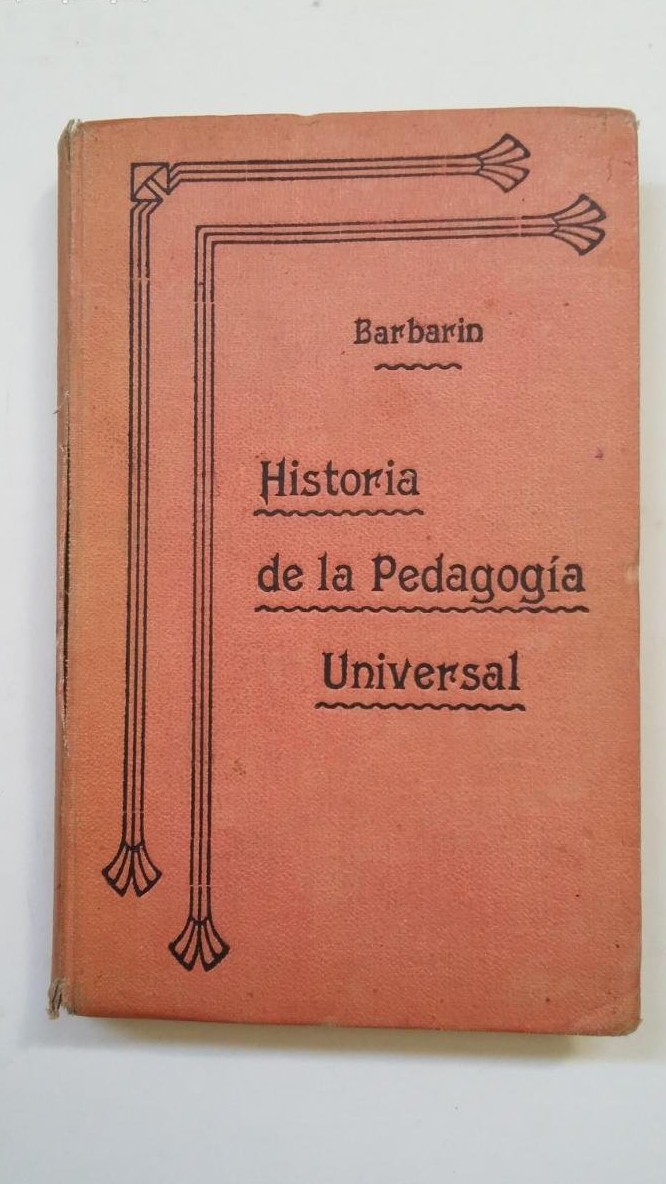 Barbarin
Historia
de la Pedagogía
Universal